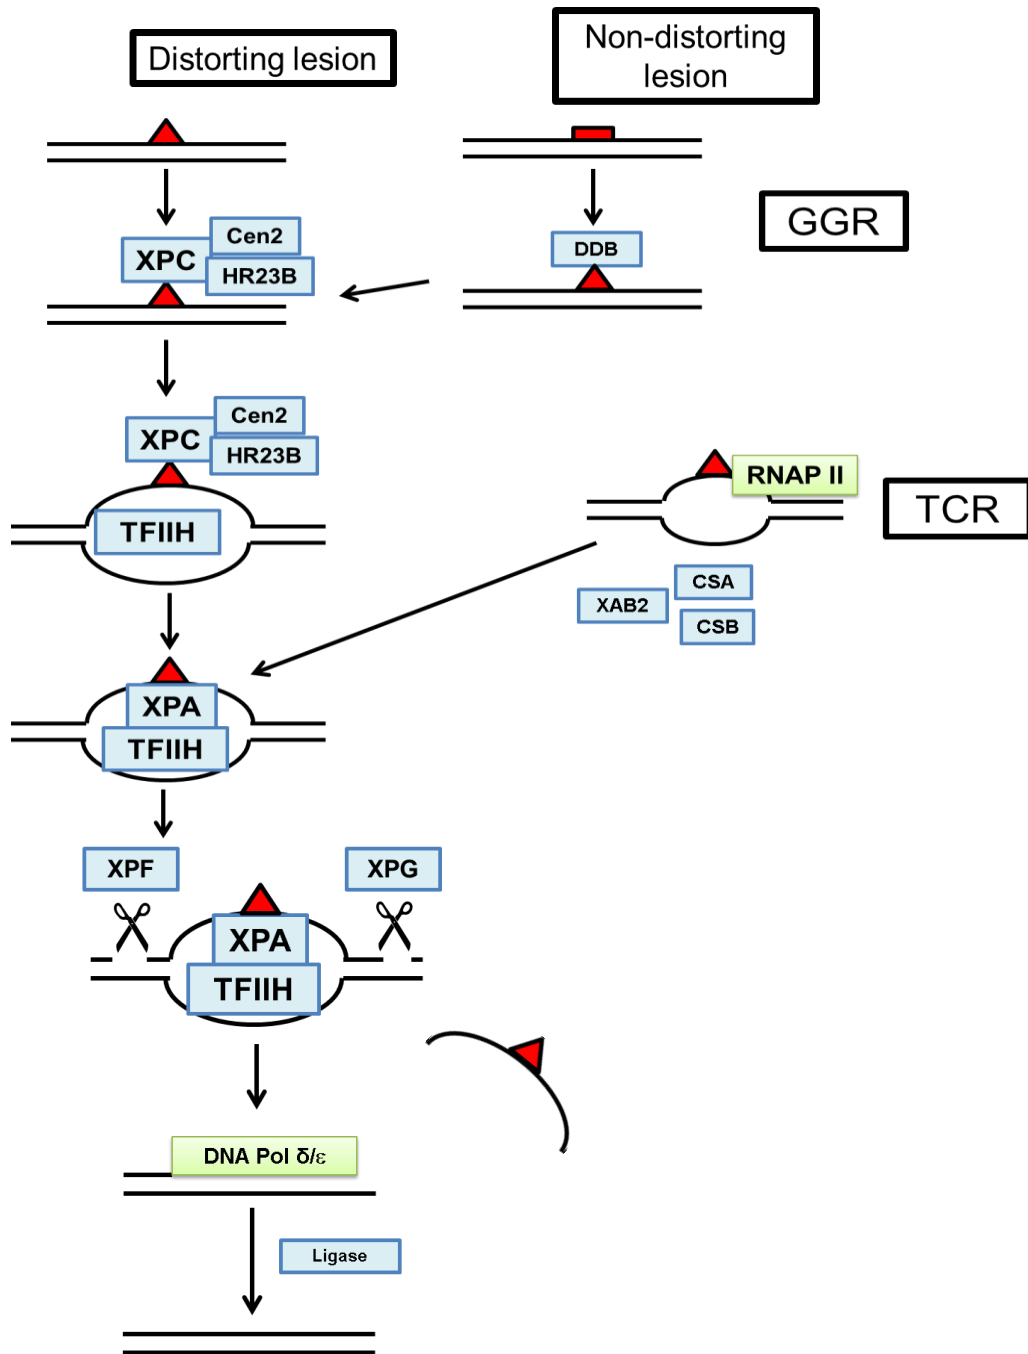 Distorting lesion
Non-distorting
lesion
GGR
XPC
Cen2
HR23B
DDB
XPC
Cen2
HR23B
TFIIH
RNAP II
TCR
XAB2
CSA
CSB
XPA
TFIIH
XPF
XPG
XPA
TFIIH
DNA Pol δ/ε
Ligase